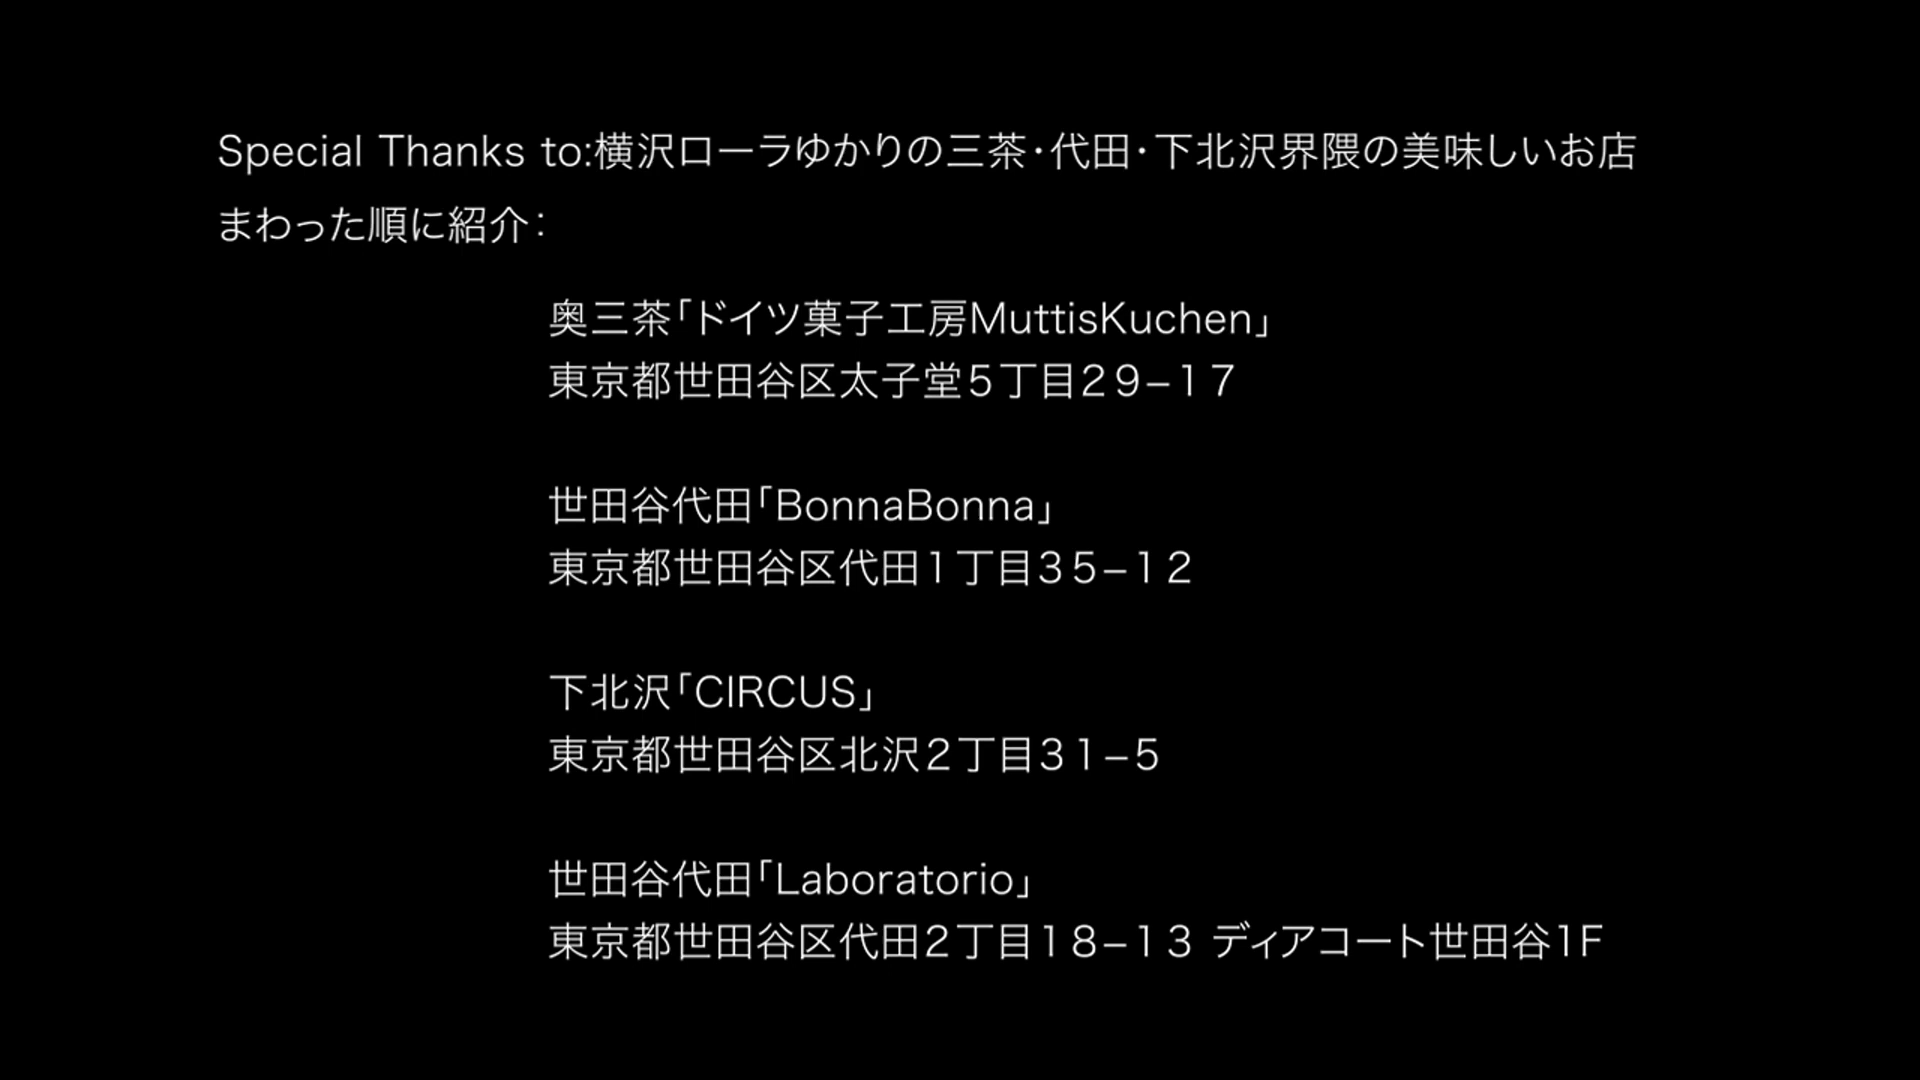 Special Thanks to:横沢ローラゆかりの三茶・代田・下北沢界隈の美味しいお店
まわった順に紹介：
奥三茶「ドイツ菓子工房MuttisKuchen」
東京都世田谷区太子堂５丁目２９−１７
世田谷代田「BonnaBonna」
東京都世田谷区代田１丁目３５−１２
下北沢「CIRCUS」
東京都世田谷区北沢２丁目３１−５
世田谷代田「Laboratorio」
東京都世田谷区代田２丁目１８−１３ ディアコート世田谷1F